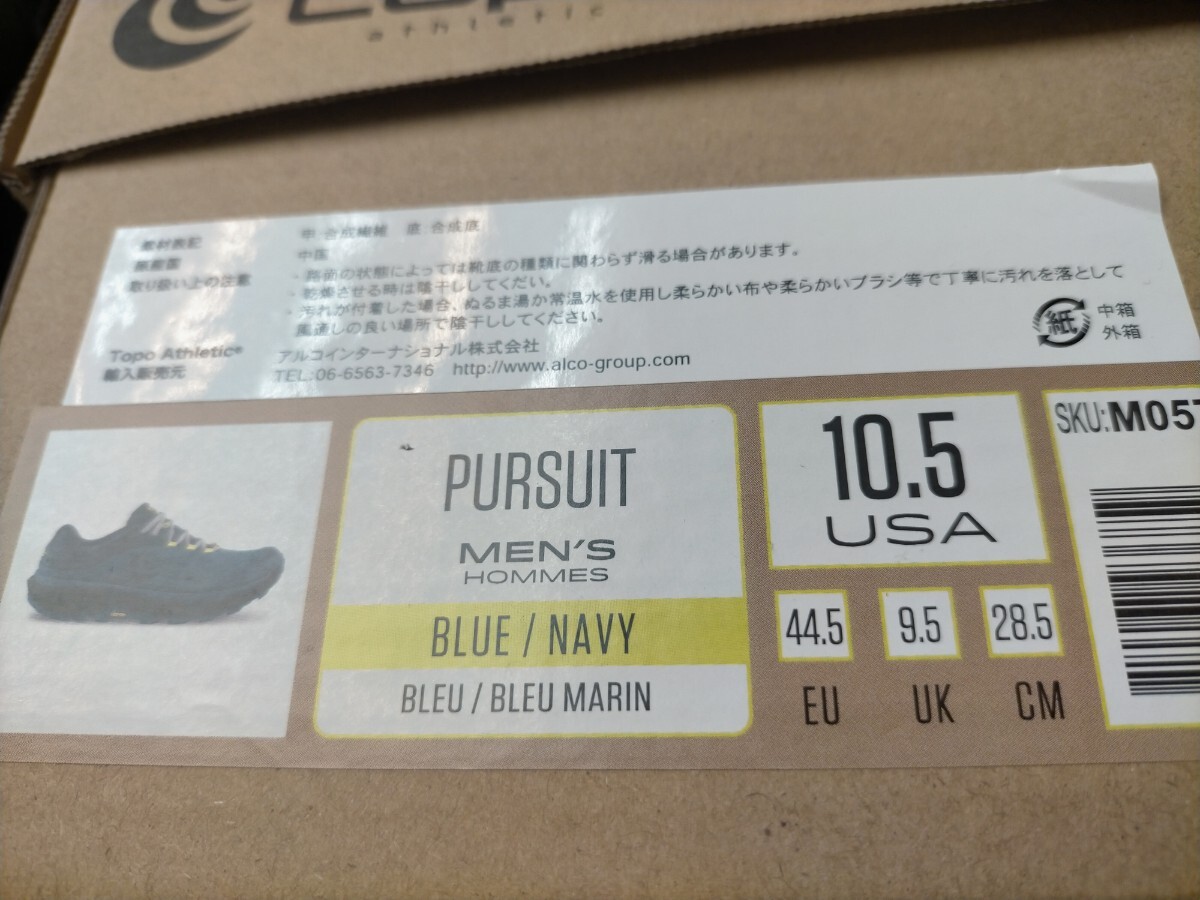 athletic
素材表記 甲:合成繊維 底:合成底
原産国 中国
取り扱い上の注意 ・路面の状態によっては靴底の種類に関わらず滑る場合があります。
・乾燥させる時は陰干ししてくだい。
・汚れが付着した場合、ぬるま湯か常温水を使用し柔らかい布や柔らかいブラシ等で丁寧に汚れを落として
風通しの良い場所で陰干ししてください。
Topo Athletic® アルコインターナショナル株式会社
輸入販売元 TEL:06-6563-7346 http://www.alco-group.com
紙
中箱
外箱
PURSUIT
MEN'S
HOMMES
BLUE / NAVY
BLEU / BLEU MARIN
10.5
USA
44.5 9.5 28.5
EU UK CM
SKU:M057